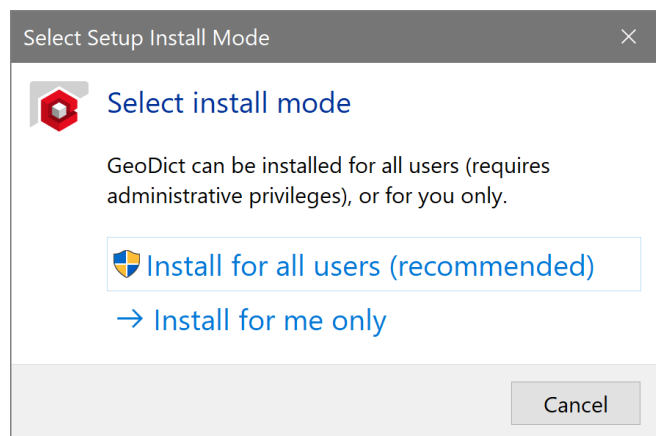 Select Setup Install Mode
Select install mode
GeoDict can be installed for all users (requires
administrative privileges), or for you only.
Install for all users (recommended)
Install for me only
Cancel